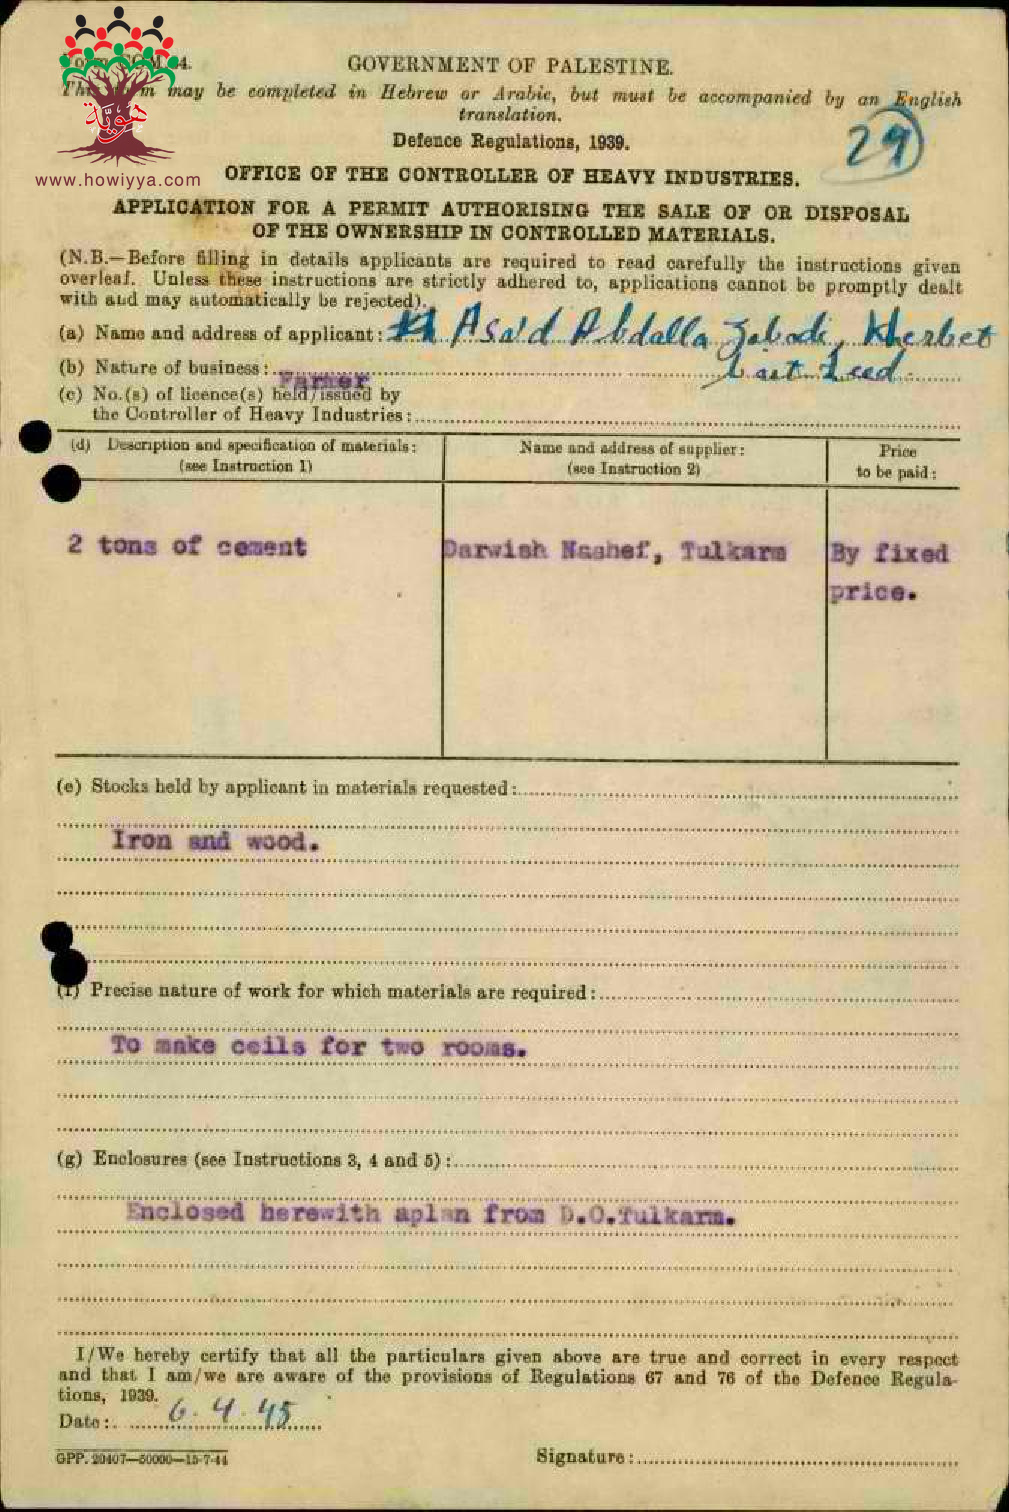 هوية
www.howiyya.com
4.
GOVERNMENT OF PALESTINE.
may be completed in Hebrew or Arabic, but must be accompanied by an English
translation.
Defence Regulations, 1939.
29
OFFICE OF THE CONTROLLER OF HEAVY INDUSTRIES.
APPLICATION FOR A PERMIT AUTHORISING THE SALE OF OR DISPOSAL
OF THE OWNERSHIP IN CONTROLLED MATERIALS.
(N.B.—Before filling in details applicants are required to read carefully the instructions given
overleaf. Unless these instructions are strictly adhered to, applications cannot be promptly dealt
with and may automatically be rejected).
(a) Name and address of applicant: Asa'd Abdalla Zabadi, Kherbet
Bait Leed.
(b) Nature of business: Farmer
(c) No.(s) of licence(s) held/issued by
the Controller of Heavy Industries:
(d) Description and specification of materials: Name and address of supplier: Price
(see Instruction 1) (see Instruction 2) to be paid:
2 tons of cement Darwish Nashef, Tulkarm By fixed
price.
(e) Stocks held by applicant in materials requested:
Iron and wood.
(f) Precise nature of work for which materials are required:
To make ceils for two rooms.
(g) Enclosures (see Instructions 3, 4 and 5):
Enclosed herewith aplan from D.O.Tulkarm.
I/We hereby certify that all the particulars given above are true and correct in every respect
and that I am/we are aware of the provisions of Regulations 67 and 76 of the Defence Regula-
tions, 1939.
Date: 6.4.45
GPP. 20407—50000—15-7-44
Signature: